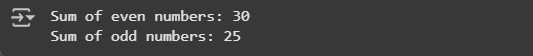 Sum of even numbers: 30
Sum of odd numbers: 25